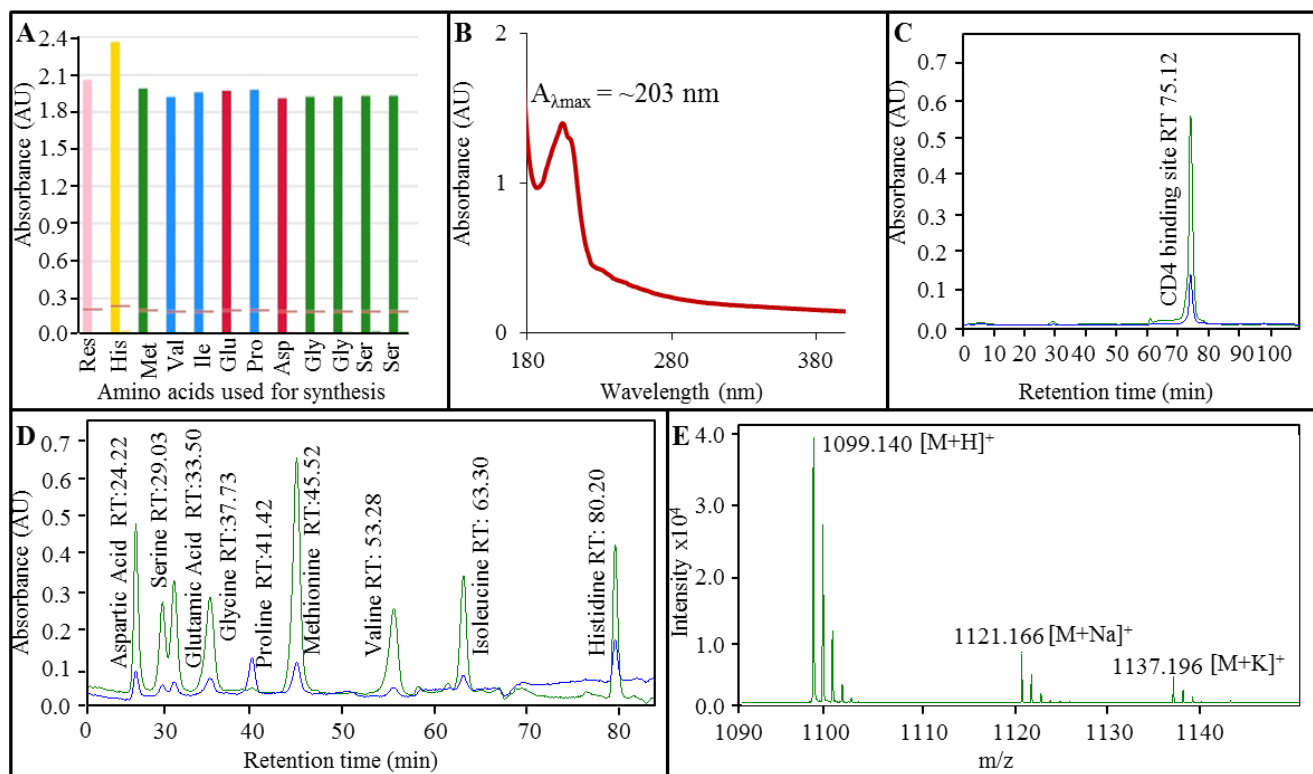 A
Absorbance (AU)
2.4
2.1
1.8
1.5
1.2
0.9
0.6
0.3
0.0
Res
His
Met
Val
Ile
Glu
Pro
Asp
Gly
Gly
Ser
Ser
Amino acids used for synthesis
B
Absorbance (AU)
2
1
0
Aλmax = ~203 nm
180
280
380
Wavelength (nm)
C
Absorbance (AU)
0.7
0.6
0.5
0.4
0.3
0.2
0.1
0.0
CD4 binding site RT 75.12
0 10 20 30 40 50 60 70 80 90 100
Retention time (min)
D
Absorbance (AU)
0.7
0.6
0.5
0.4
0.3
0.2
0.1
0.0
Aspartic Acid RT:24.22
Serine RT:29.03
Glutamic Acid RT:33.50
Glycine RT:37.73
Proline RT:41.42
Methionine RT:45.52
Valine RT: 53.28
Isoleucine RT: 63.30
Histidine RT: 80.20
0 30 40 50 60 70 80
Retention time (min)
E
Intensity x10⁴
4.0
3.0
2.0
1.0
0.0
1099.140 [M+H]⁺
1121.166 [M+Na]⁺
1137.196 [M+K]⁺
1090 1100 1110 1120 1130 1140
m/z